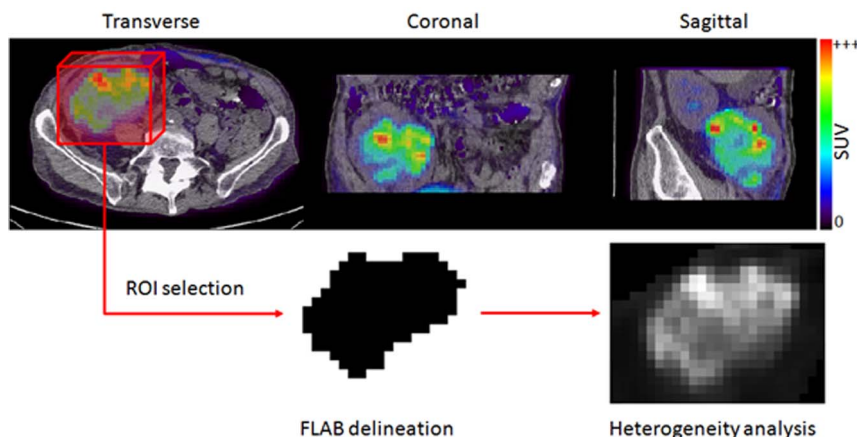 Transverse
Coronal
Sagittal
+++
SUV
0
ROI selection
FLAB delineation
Heterogeneity analysis